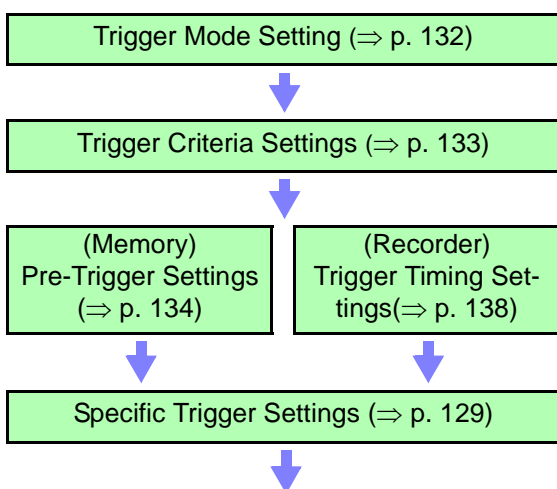 Trigger Mode Setting (⇒ p. 132)
Trigger Criteria Settings (⇒ p. 133)
(Memory)
Pre-Trigger Settings
(⇒ p. 134)
(Recorder)
Trigger Timing Set-
tings(⇒ p. 138)
Specific Trigger Settings (⇒ p. 129)